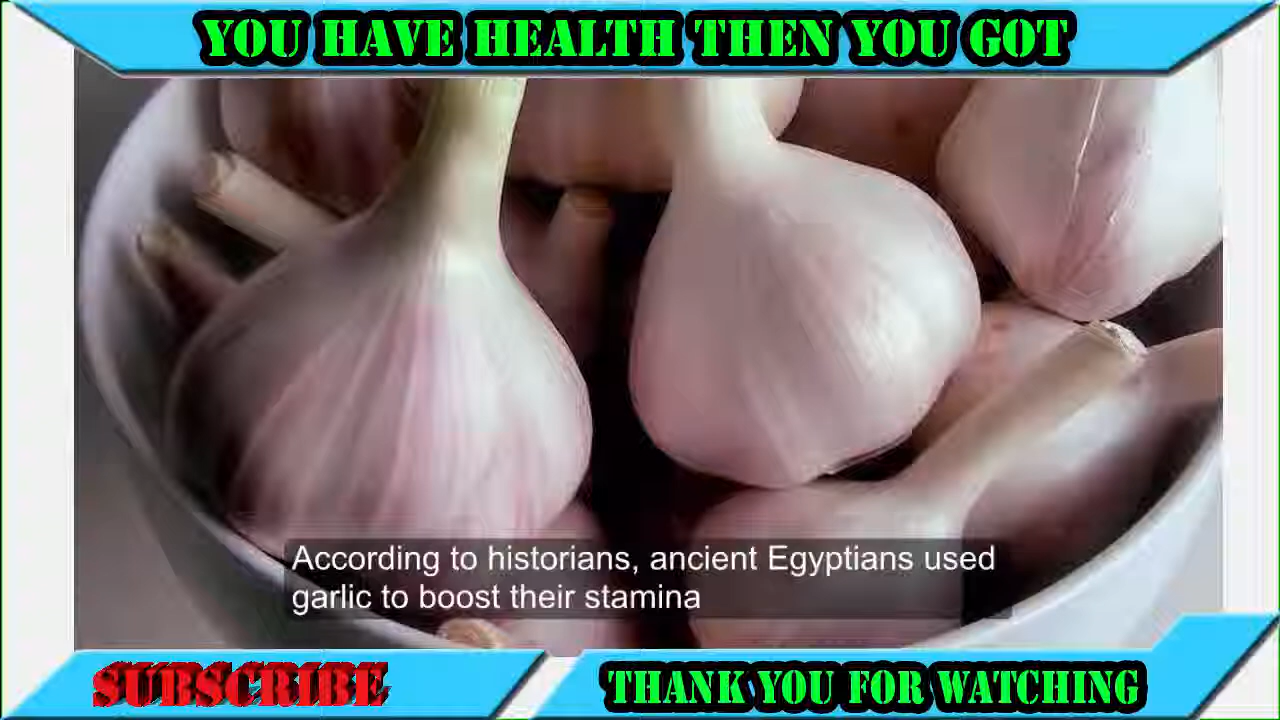 YOU HAVE HEALTH THEN YOU GOT
According to historians, ancient Egyptians used
garlic to boost their stamina
SUBSCRIBE
THANK YOU FOR WATCHING